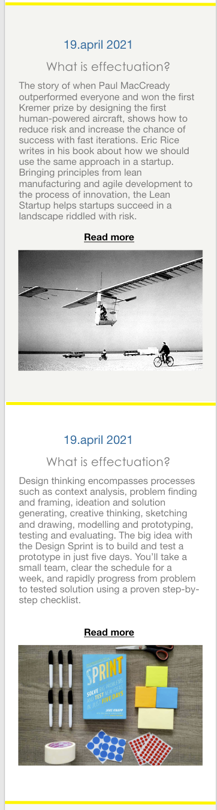 19.april 2021
What is effectuation?
The story of when Paul MacCready
outperformed everyone and won the first
Kremer prize by designing the first
human-powered aircraft, shows how to
reduce risk and increase the chance of
success with fast iterations. Eric Rice
writes in his book about how we should
use the same approach in a startup.
Bringing principles from lean
manufacturing and agile development to
the process of innovation, the Lean
Startup helps startups succeed in a
landscape riddled with risk.
Read more
19.april 2021
What is effectuation?
Design thinking encompasses processes
such as context analysis, problem finding
and framing, ideation and solution
generating, creative thinking, sketching
and drawing, modelling and prototyping,
testing and evaluating. The big idea with
the Design Sprint is to build and test a
prototype in just five days. You'll take a
small team, clear the schedule for a
week, and rapidly progress from problem
to tested solution using a proven step-by-
step checklist.
Read more
SPRINT